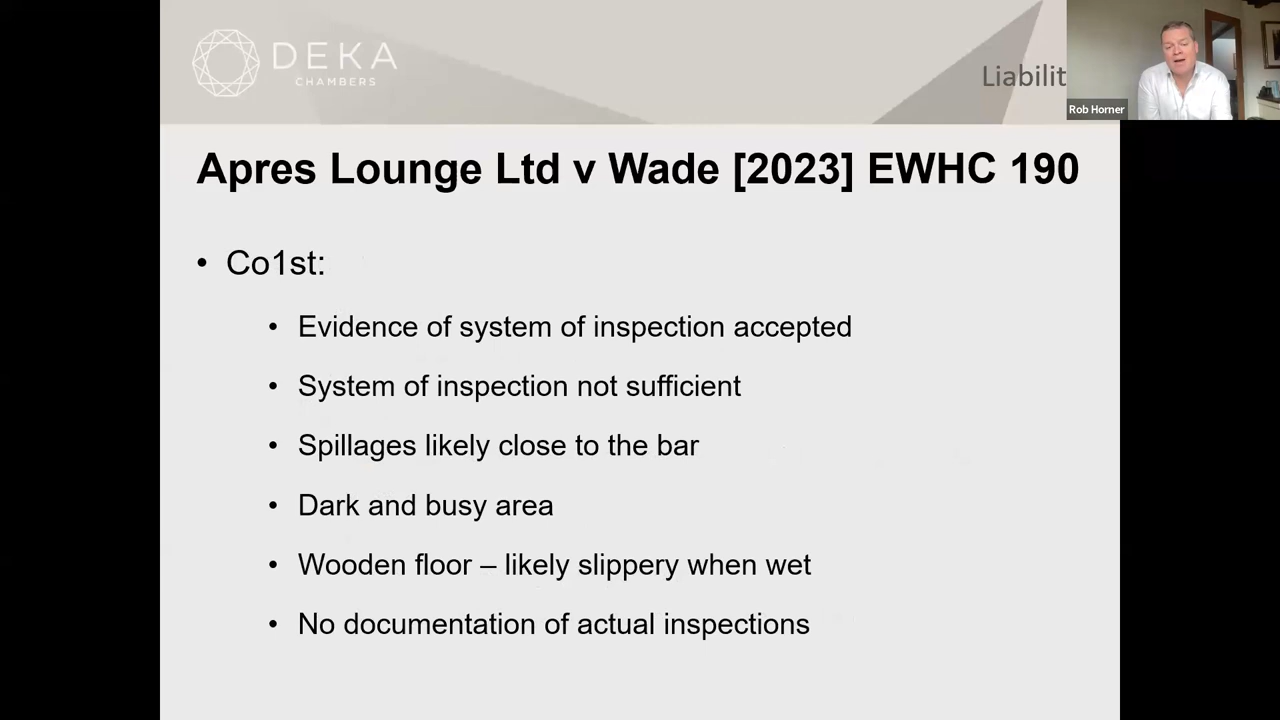 DEKA
CHAMBERS
Liabilit
Rob Horner
Apres Lounge Ltd v Wade [2023] EWHC 190
• Co1st:
• Evidence of system of inspection accepted
• System of inspection not sufficient
• Spillages likely close to the bar
• Dark and busy area
• Wooden floor – likely slippery when wet
• No documentation of actual inspections